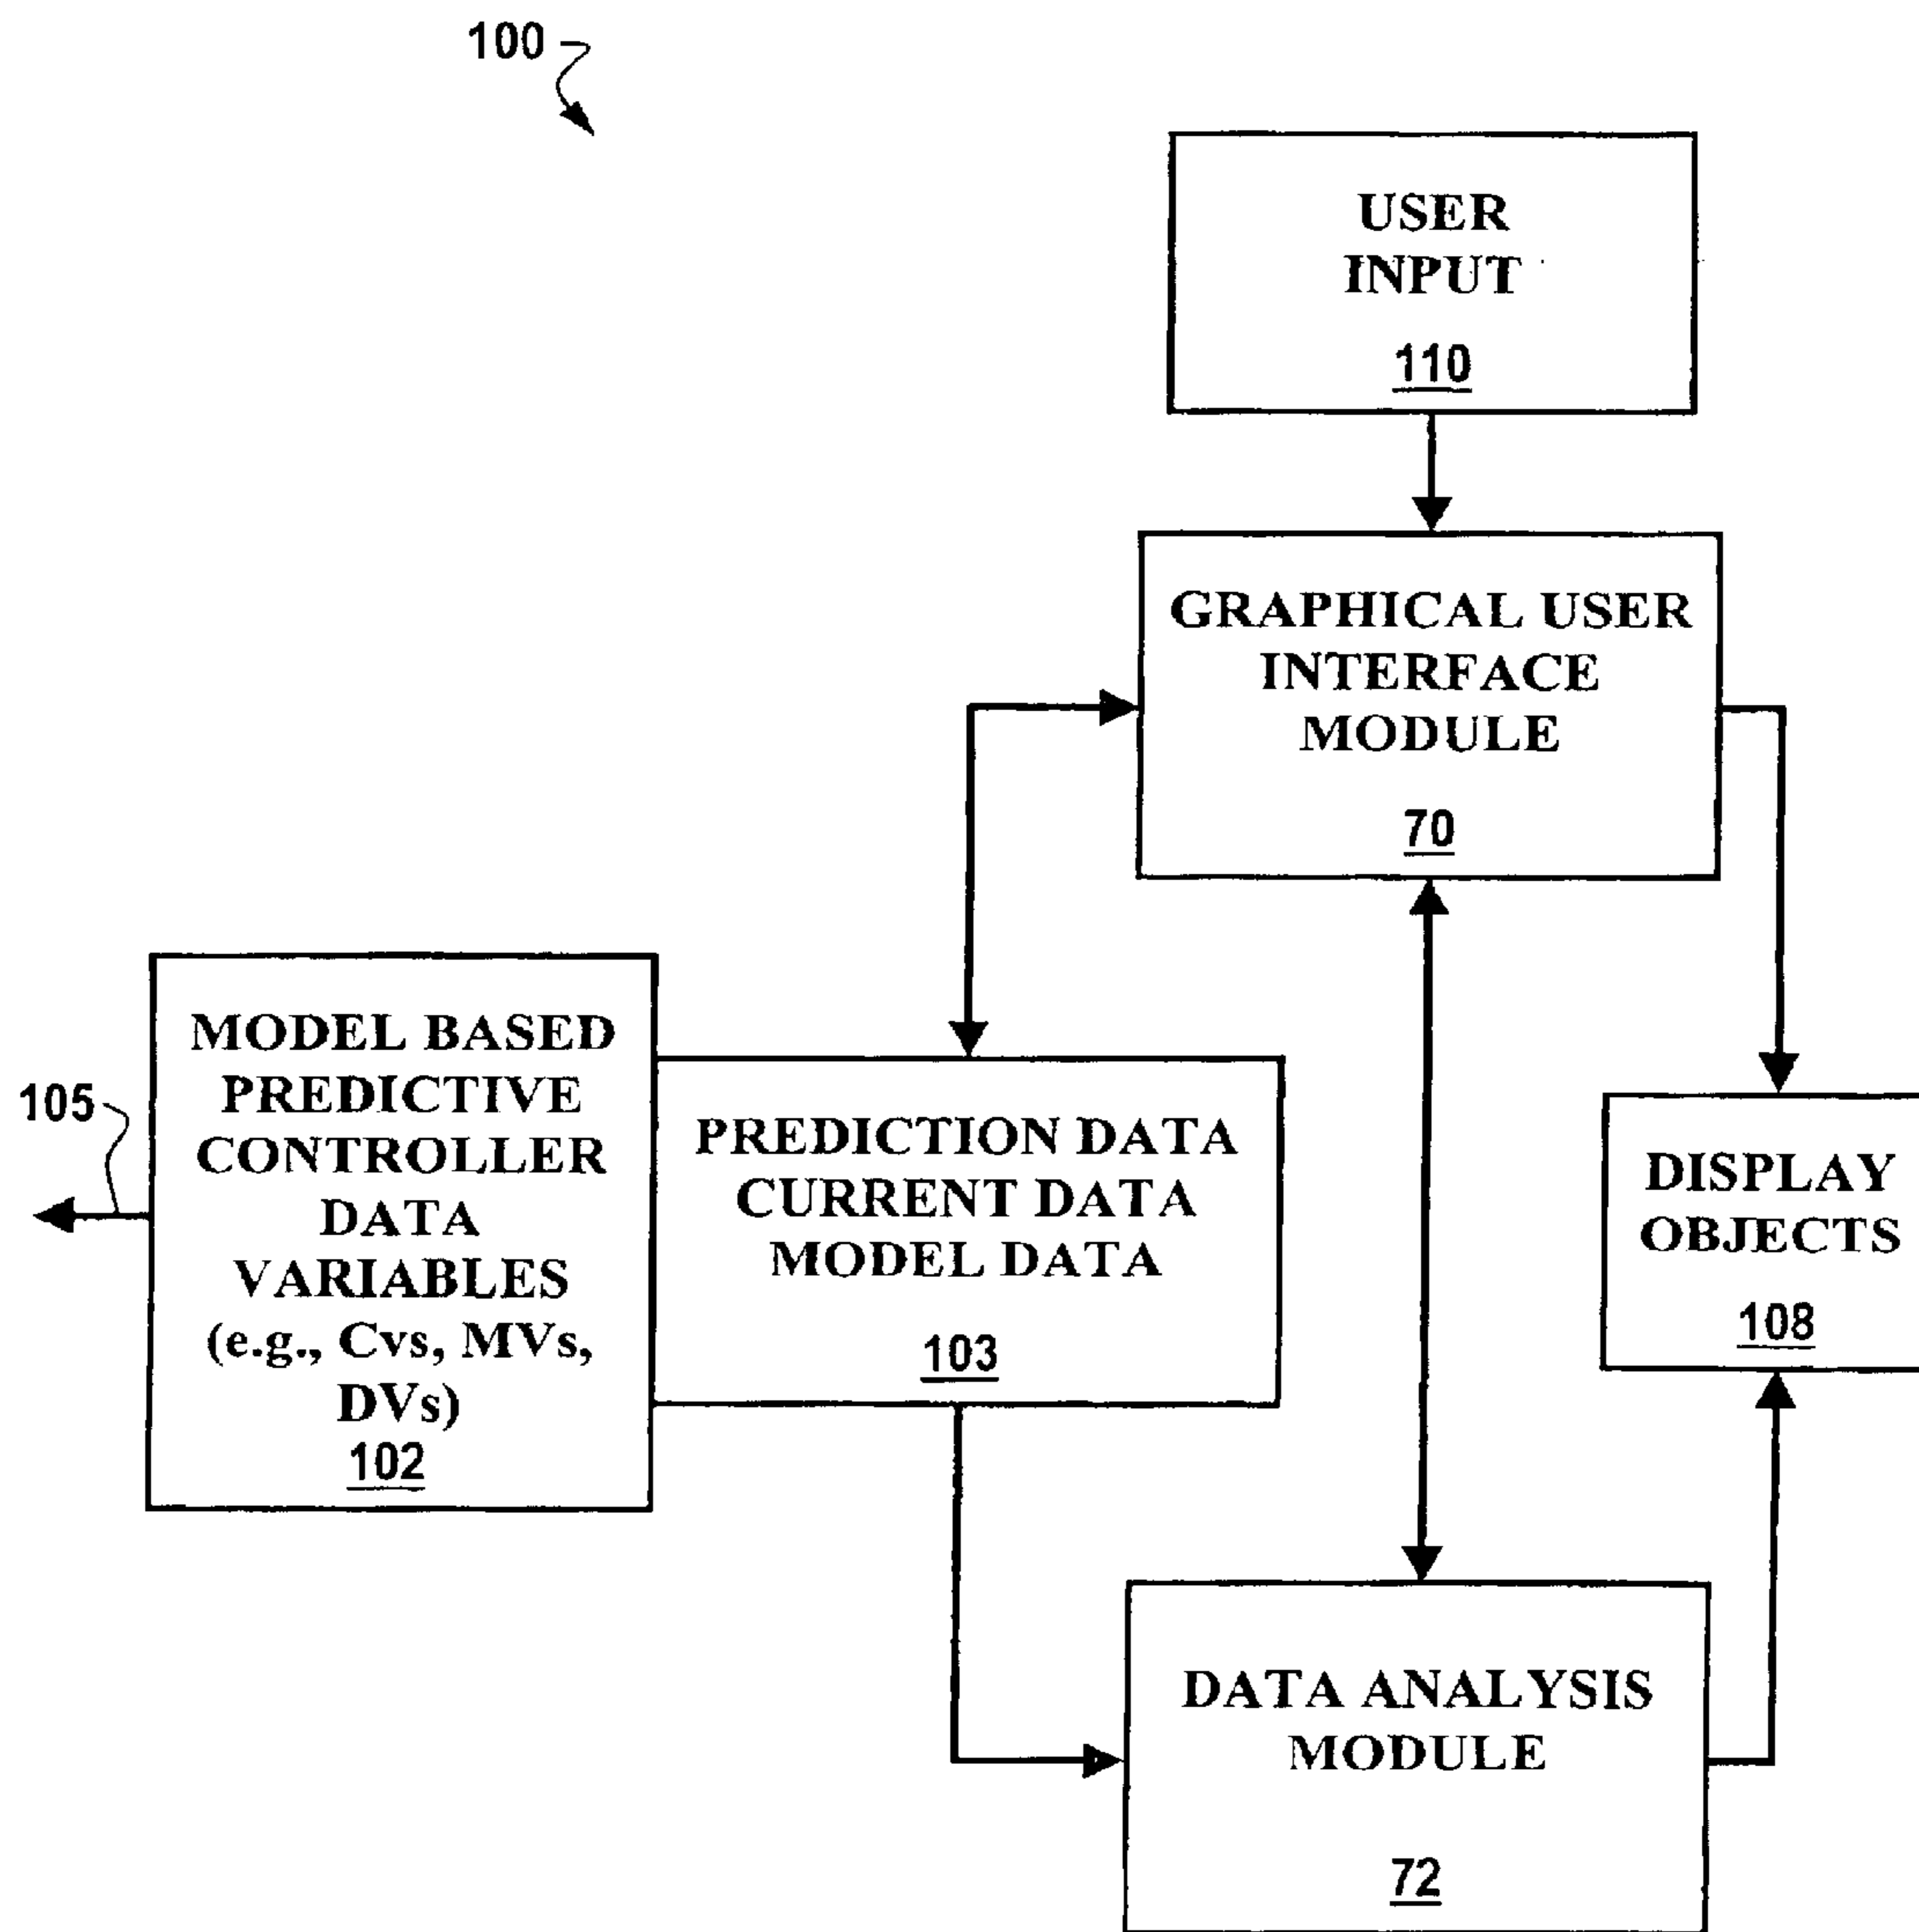 100
USER
INPUT
110
GRAPHICAL USER
INTERFACE
MODULE
70
MODEL BASED
PREDICTIVE
CONTROLLER
DATA
VARIABLES
(e.g., Cvs, MVs,
DVs)
102
105
PREDICTION DATA
CURRENT DATA
MODEL DATA
103
DISPLAY
OBJECTS
108
DATA ANALYSIS
MODULE
72